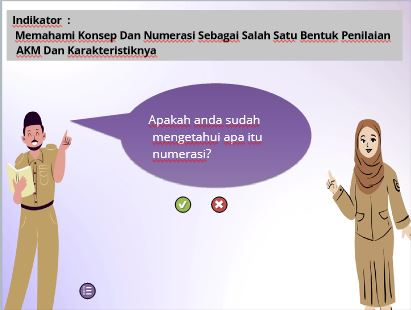 Indikator :
Memahami Konsep Dan Numerasi Sebagai Salah Satu Bentuk Penilaian
AKM Dan Karakteristiknya
Apakah anda sudah
mengetahui apa itu
numerasi?